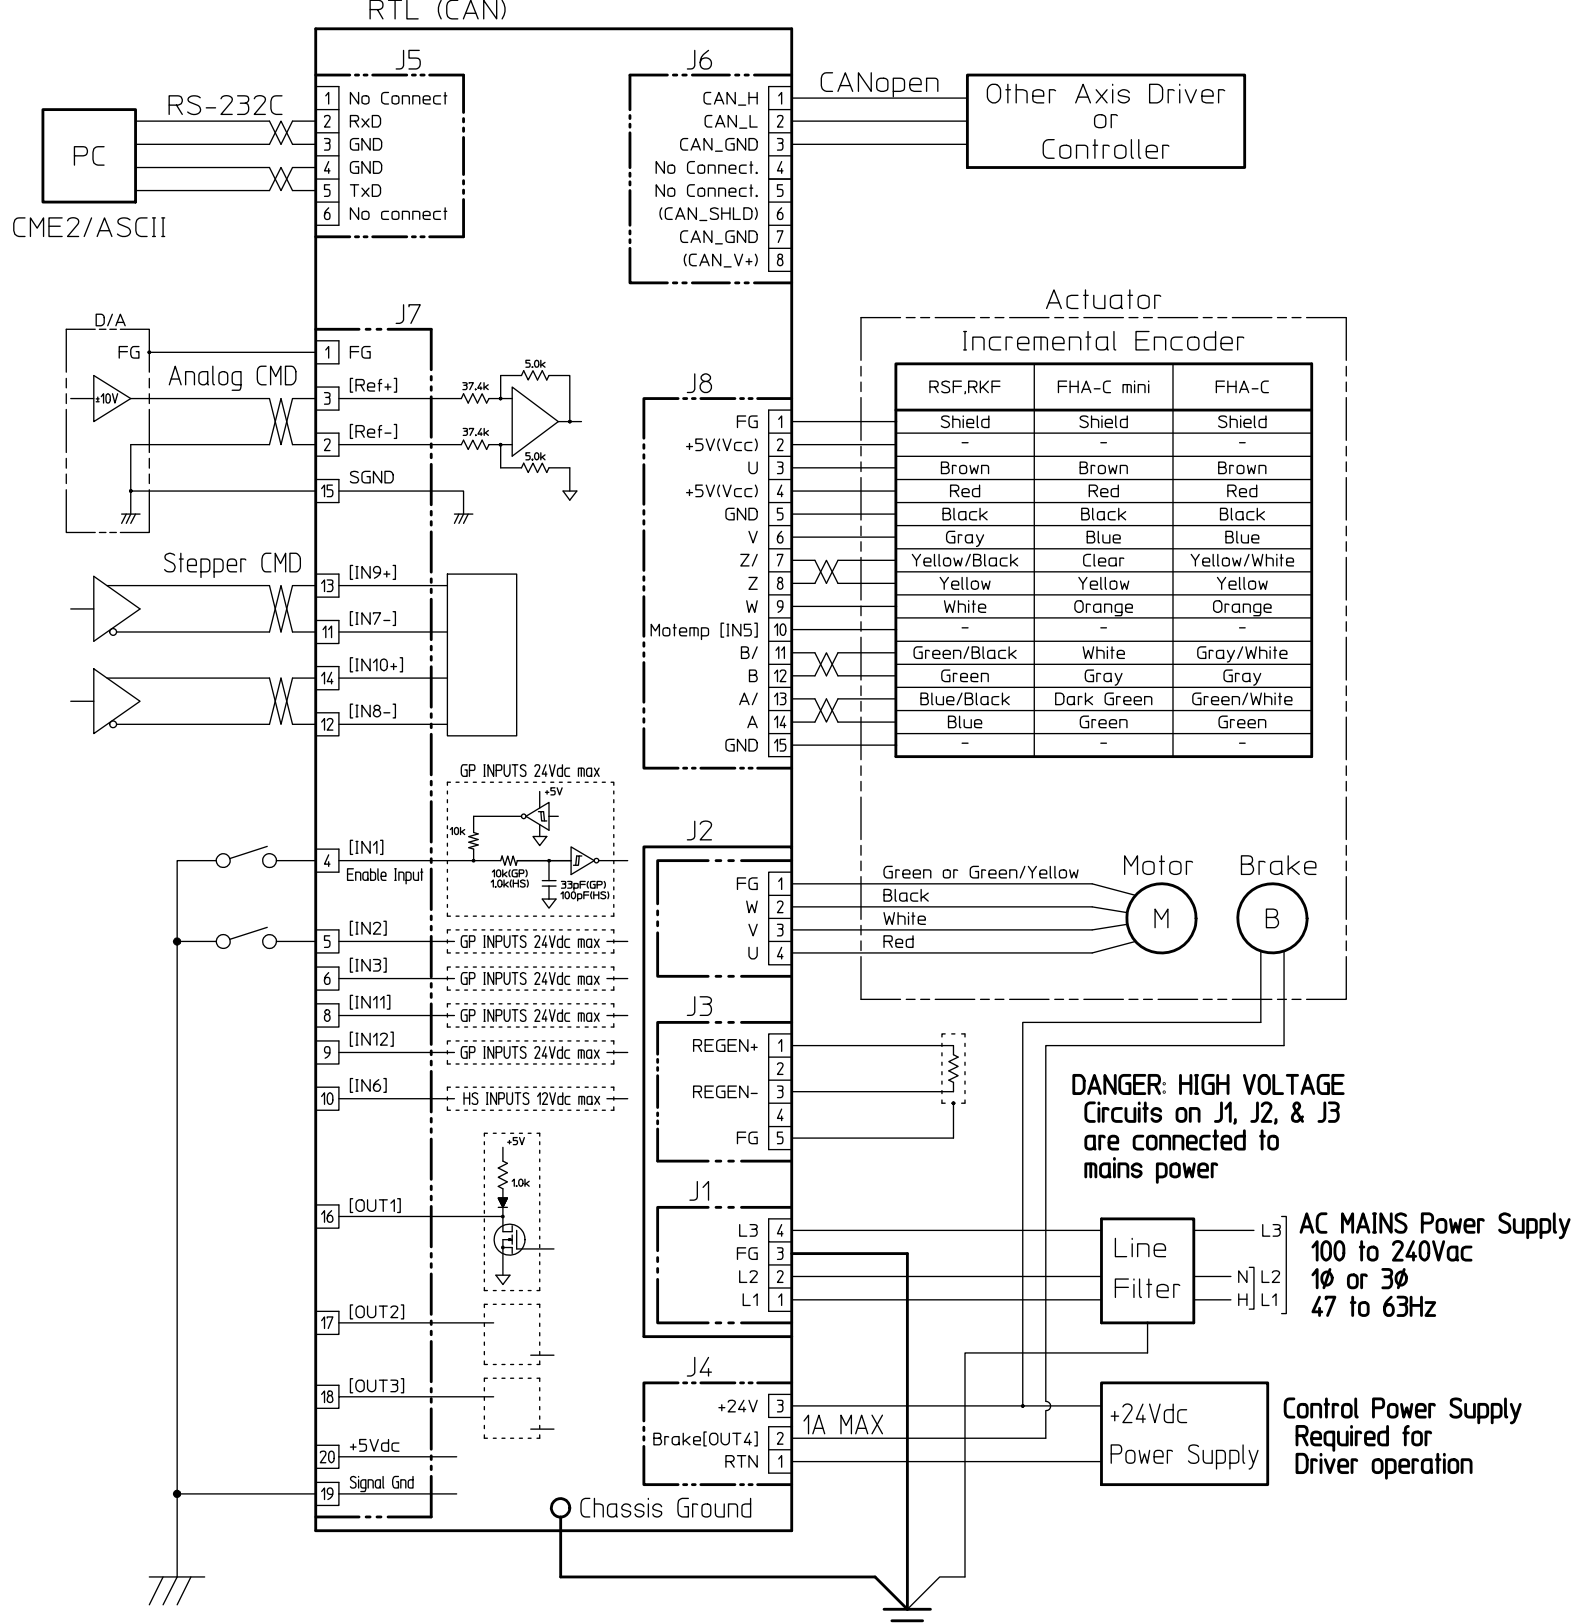 RTL (CAN)
J5
RS-232C
PC
CME2/ASCII
1 No Connect
2 RxD
3 GND
4 GND
5 TxD
6 No connect
J6
CANopen
CAN_H 1
CAN_L 2
CAN_GND 3
No Connect. 4
No Connect. 5
(CAN_SHLD) 6
CAN_GND 7
(CAN_V+) 8
Other Axis Driver
or
Controller
D/A
FG
±10V
Analog CMD
J7
1 FG
3 [Ref+]
2 [Ref-]
15 SGND
37.4k
5.0k
37.4k
5.0k
Stepper CMD
13 [IN9+]
11 [IN7-]
14 [IN10+]
12 [IN8-]
GP INPUTS 24Vdc max
+5V
10k
10k(GP)
1.0k(HS)
33pF(GP)
100pF(HS)
4 [IN1]
Enable Input
5 [IN2] GP INPUTS 24Vdc max
6 [IN3] GP INPUTS 24Vdc max
8 [IN11] GP INPUTS 24Vdc max
9 [IN12] GP INPUTS 24Vdc max
10 [IN6] HS INPUTS 12Vdc max
+5V
1.0k
16 [OUT1]
17 [OUT2]
18 [OUT3]
20 +5Vdc
19 Signal Gnd
Chassis Ground
J8
FG 1
+5V(Vcc) 2
U 3
+5V(Vcc) 4
GND 5
V 6
Z/ 7
Z 8
W 9
Motemp [IN5] 10
B/ 11
B 12
A/ 13
A 14
GND 15
Actuator
Incremental Encoder
RSF,RKF FHA-C mini FHA-C
Shield Shield Shield
- - -
Brown Brown Brown
Red Red Red
Black Black Black
Gray Blue Blue
Yellow/Black Clear Yellow/White
Yellow Yellow Yellow
White Orange Orange
- - -
Green/Black White Gray/White
Green Gray Gray
Blue/Black Dark Green Green/White
Blue Green Green
- - -
J2
FG 1
W 2
V 3
U 4
Green or Green/Yellow
Black
White
Red
Motor
M
Brake
B
J3
REGEN+ 1
2
REGEN- 3
4
FG 5
DANGER: HIGH VOLTAGE
Circuits on J1, J2, & J3
are connected to
mains power
J1
L3 4
FG 3
L2 2
L1 1
Line
Filter
L3
N L2
H L1
AC MAINS Power Supply
100 to 240Vac
1Ø or 3Ø
47 to 63Hz
J4
+24V 3
Brake[OUT4] 2
RTN 1
1A MAX
+24Vdc
Power Supply
Control Power Supply
Required for
Driver operation